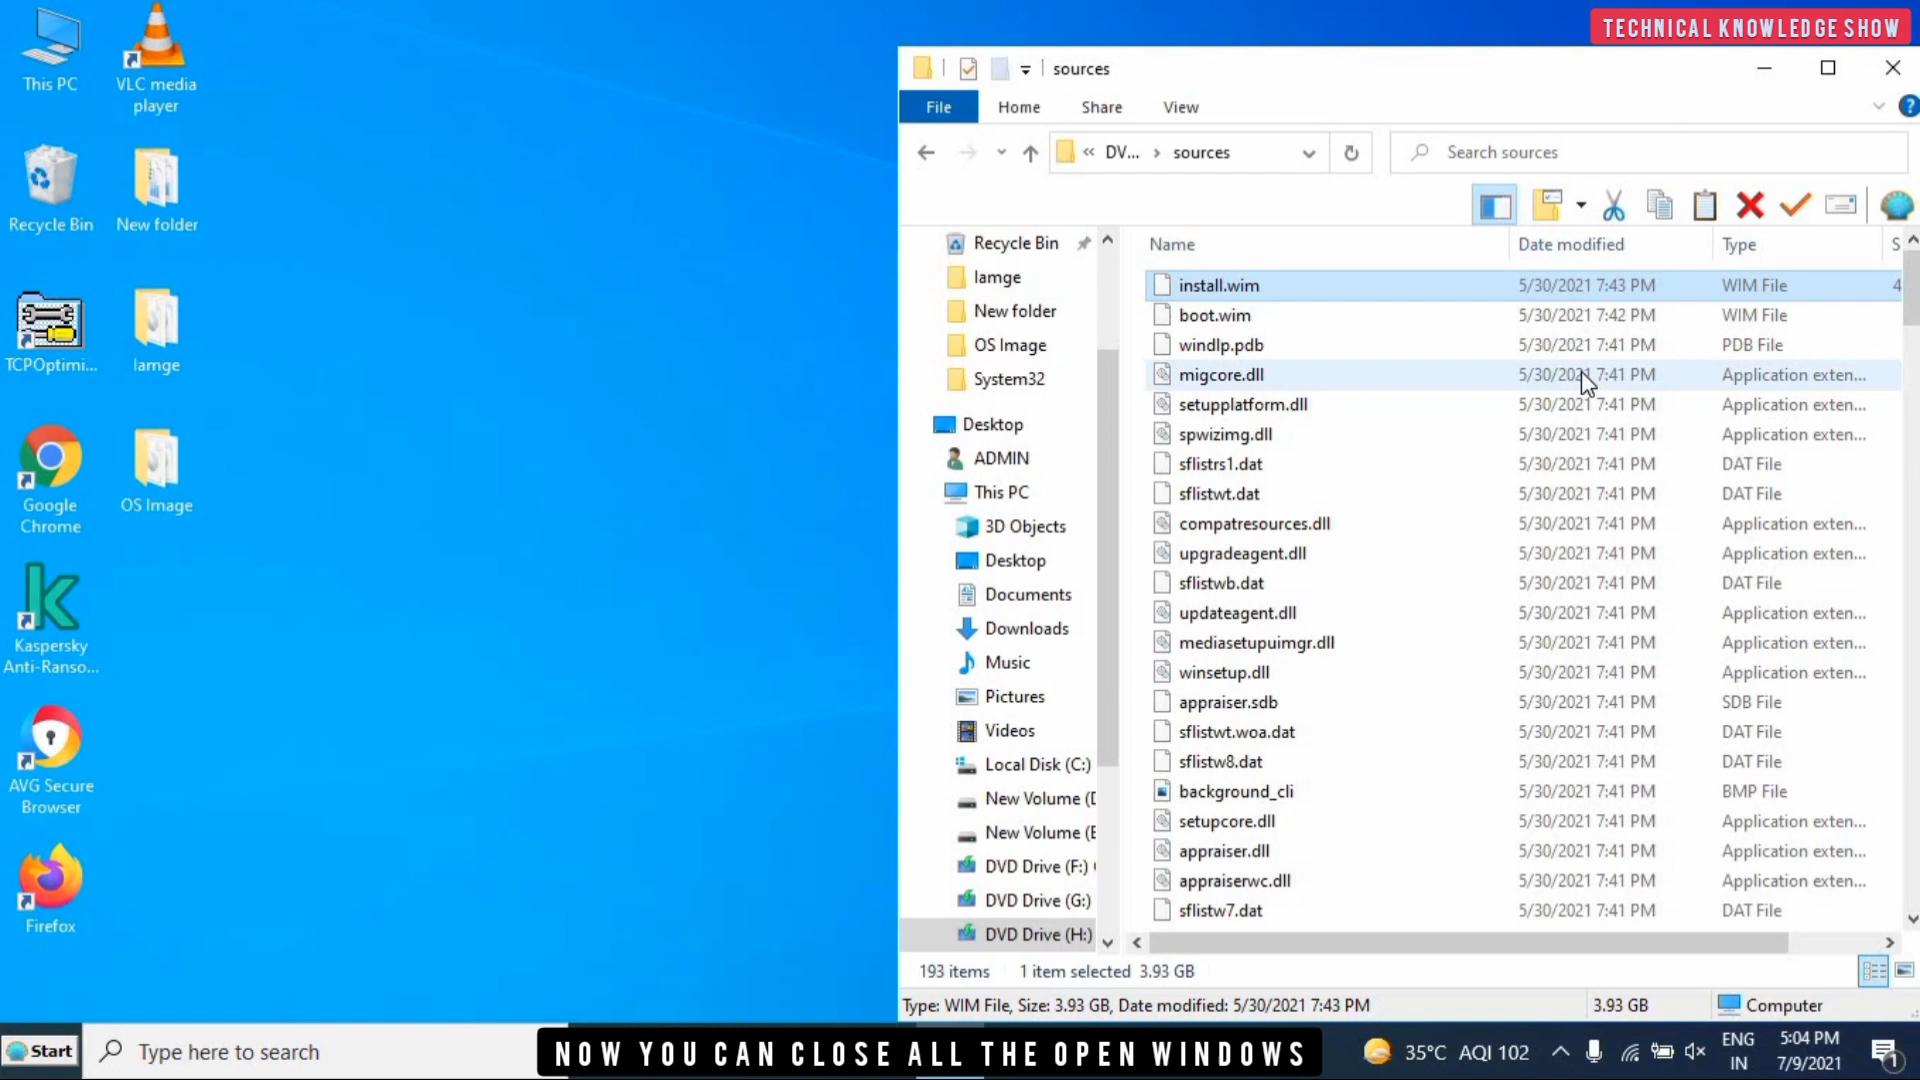 TECHNICAL KNOWLEDGE SHOW
This PC
VLC media
player
Recycle Bin
New folder
TCPOptimi...
Iamge
Google
Chrome
OS Image
Kaspersky
Anti-Ranso...
AVG Secure
Browser
Firefox
sources
File
Home
Share
View
?
« DV... › sources
Search sources
Recycle Bin
Iamge
New folder
OS Image
System32
Desktop
ADMIN
This PC
3D Objects
Desktop
Documents
Downloads
Music
Pictures
Videos
Local Disk (C:)
New Volume (
New Volume (
DVD Drive (F:)
DVD Drive (G:)
DVD Drive (H:)
Name Date modified Type S
install.wim 5/30/2021 7:43 PM WIM File 4
boot.wim 5/30/2021 7:42 PM WIM File
windlp.pdb 5/30/2021 7:41 PM PDB File
migcore.dll 5/30/2021 7:41 PM Application exten...
setupplatform.dll 5/30/2021 7:41 PM Application exten...
spwizimg.dll 5/30/2021 7:41 PM Application exten...
sflistrs1.dat 5/30/2021 7:41 PM DAT File
sflistwt.dat 5/30/2021 7:41 PM DAT File
compatresources.dll 5/30/2021 7:41 PM Application exten...
upgradeagent.dll 5/30/2021 7:41 PM Application exten...
sflistwb.dat 5/30/2021 7:41 PM DAT File
updateagent.dll 5/30/2021 7:41 PM Application exten...
mediasetupuimgr.dll 5/30/2021 7:41 PM Application exten...
winsetup.dll 5/30/2021 7:41 PM Application exten...
appraiser.sdb 5/30/2021 7:41 PM SDB File
sflistwt.woa.dat 5/30/2021 7:41 PM DAT File
sflistw8.dat 5/30/2021 7:41 PM DAT File
background_cli 5/30/2021 7:41 PM BMP File
setupcore.dll 5/30/2021 7:41 PM Application exten...
appraiser.dll 5/30/2021 7:41 PM Application exten...
appraiserwc.dll 5/30/2021 7:41 PM Application exten...
sflistw7.dat 5/30/2021 7:41 PM DAT File
193 items 1 item selected 3.93 GB
Type: WIM File, Size: 3.93 GB, Date modified: 5/30/2021 7:43 PM 3.93 GB Computer
Start
Type here to search
NOW YOU CAN CLOSE ALL THE OPEN WINDOWS
35°C AQI 102
ENG
IN
5:04 PM
7/9/2021
1